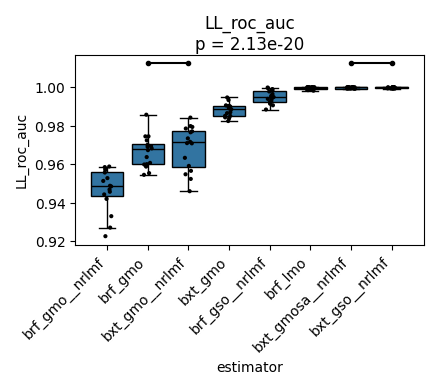 LL_roc_auc
p = 2.13e-20
LL_roc_auc
1.00
0.98
0.96
0.94
0.92
brf_gmo__nrlmf
brf_gmo
bxt_gmo__nrlmf
bxt_gmo
brf_gso__nrlmf
brf_lmo
bxt_gmosa__nrlmf
bxt_gso__nrlmf
estimator